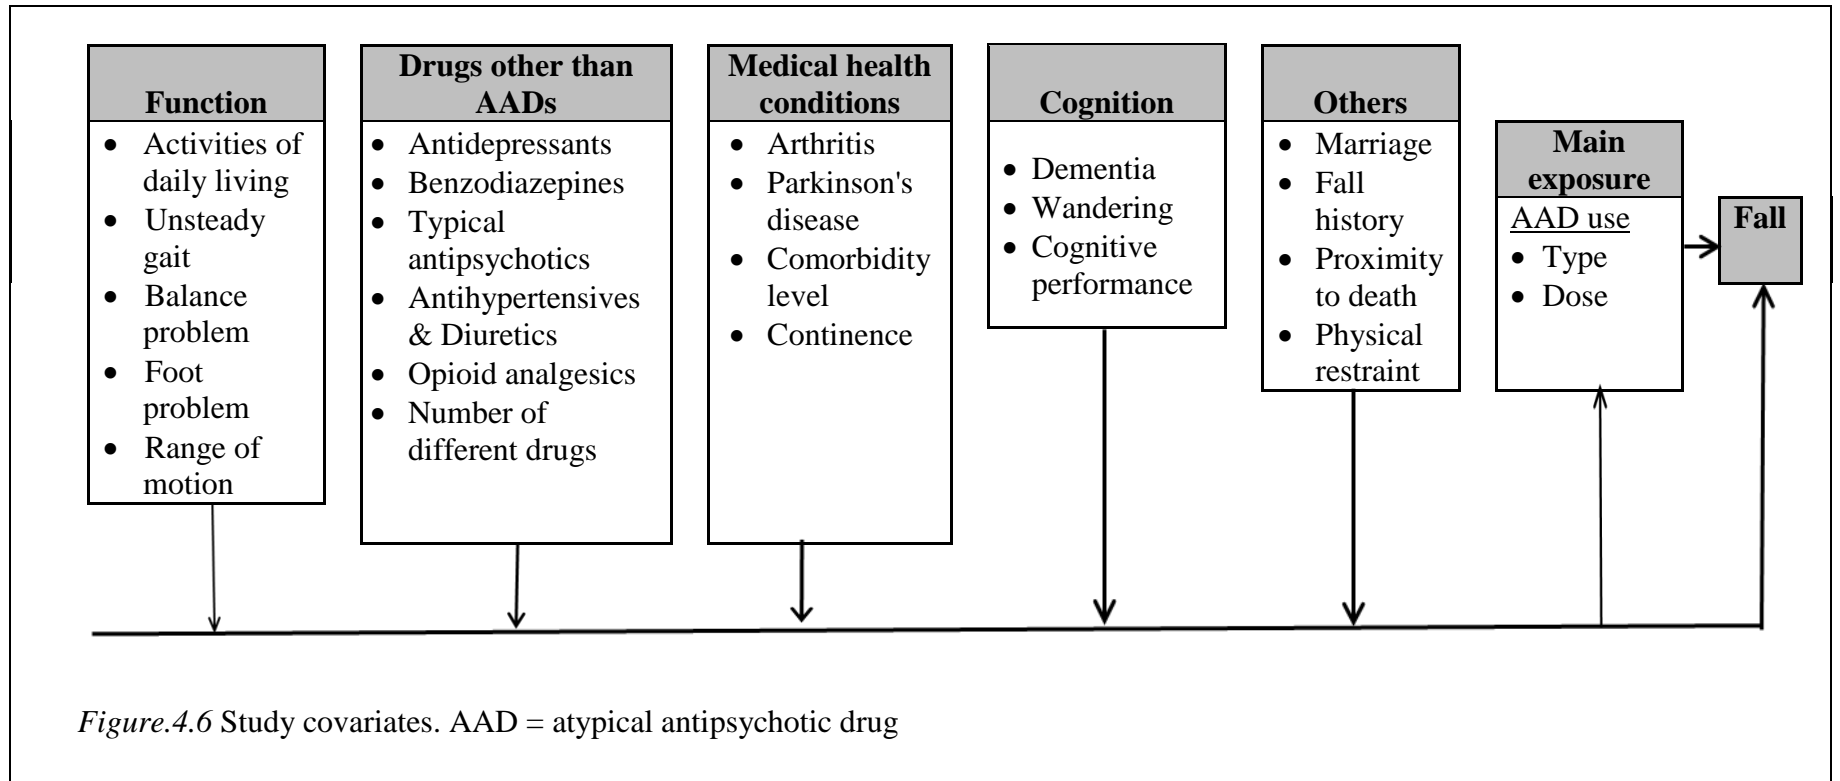 Function
• Activities of
daily living
• Unsteady
gait
• Balance
problem
• Foot
problem
• Range of
motion
Drugs other than
AADs
• Antidepressants
• Benzodiazepines
• Typical
antipsychotics
• Antihypertensives
& Diuretics
• Opioid analgesics
• Number of
different drugs
Medical health
conditions
• Arthritis
• Parkinson's
disease
• Comorbidity
level
• Continence
Cognition
• Dementia
• Wandering
• Cognitive
performance
Others
• Marriage
• Fall
history
• Proximity
to death
• Physical
restraint
Main
exposure
AAD use
• Type
• Dose
Fall
Figure.4.6 Study covariates. AAD = atypical antipsychotic drug